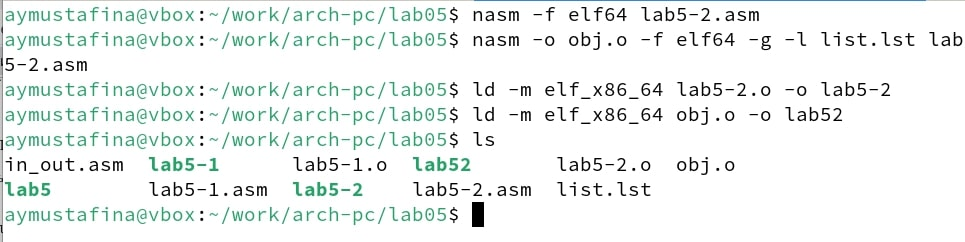 aymustafina@vbox:~/work/arch-pc/lab05$ nasm -f elf64 lab5-2.asm
aymustafina@vbox:~/work/arch-pc/lab05$ nasm -o obj.o -f elf64 -g -l list.lst lab
5-2.asm
aymustafina@vbox:~/work/arch-pc/lab05$ ld -m elf_x86_64 lab5-2.o -o lab5-2
aymustafina@vbox:~/work/arch-pc/lab05$ ld -m elf_x86_64 obj.o -o lab52
aymustafina@vbox:~/work/arch-pc/lab05$ ls
in_out.asm  lab5-1      lab5-1.o  lab52       lab5-2.o  obj.o
lab5        lab5-1.asm  lab5-2    lab5-2.asm  list.lst
aymustafina@vbox:~/work/arch-pc/lab05$